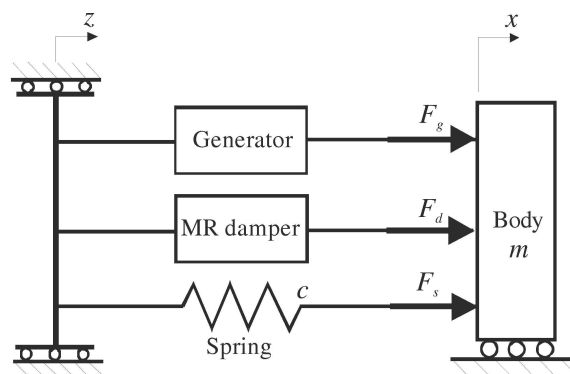 z
x
Generator
F_g
MR damper
F_d
Body
m
c
F_s
Spring